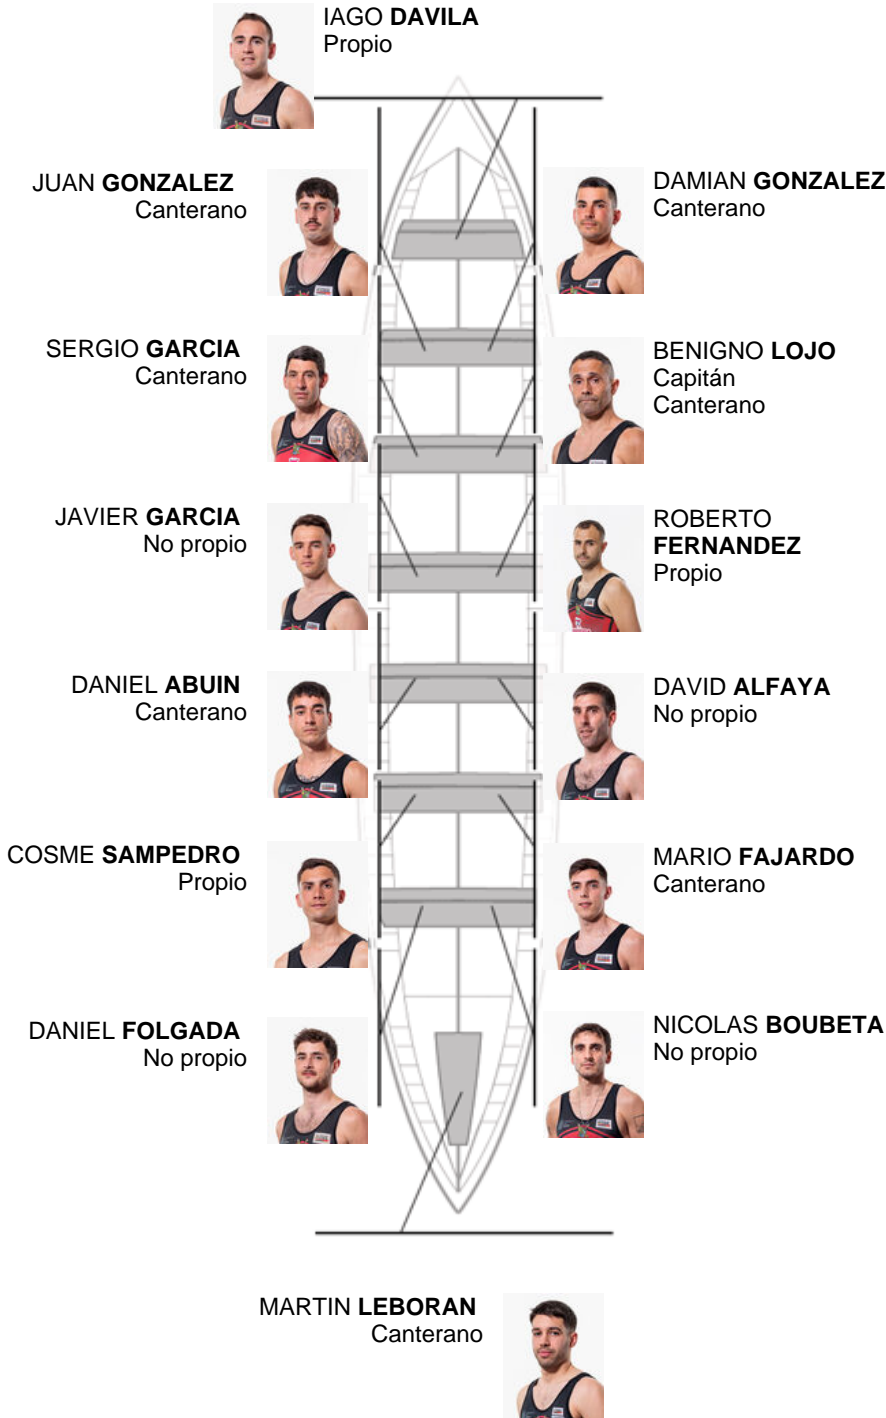 IAGO DAVILA
Propio
JUAN GONZALEZ
Canterano
DAMIAN GONZALEZ
Canterano
SERGIO GARCIA
Canterano
BENIGNO LOJO
Capitán
Canterano
JAVIER GARCIA
No propio
ROBERTO
FERNANDEZ
Propio
DANIEL ABUIN
Canterano
DAVID ALFAYA
No propio
COSME SAMPEDRO
Propio
MARIO FAJARDO
Canterano
DANIEL FOLGADA
No propio
NICOLAS BOUBETA
No propio
MARTIN LEBORAN
Canterano